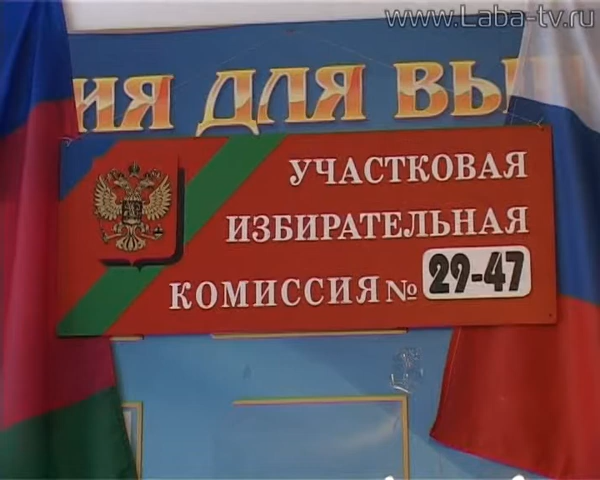 www.Laba-tv.ru
ИЯ ДЛЯ ВЫ
УЧАСТКОВАЯ
ИЗБИРАТЕЛЬНАЯ
КОМИССИЯ № 29-47